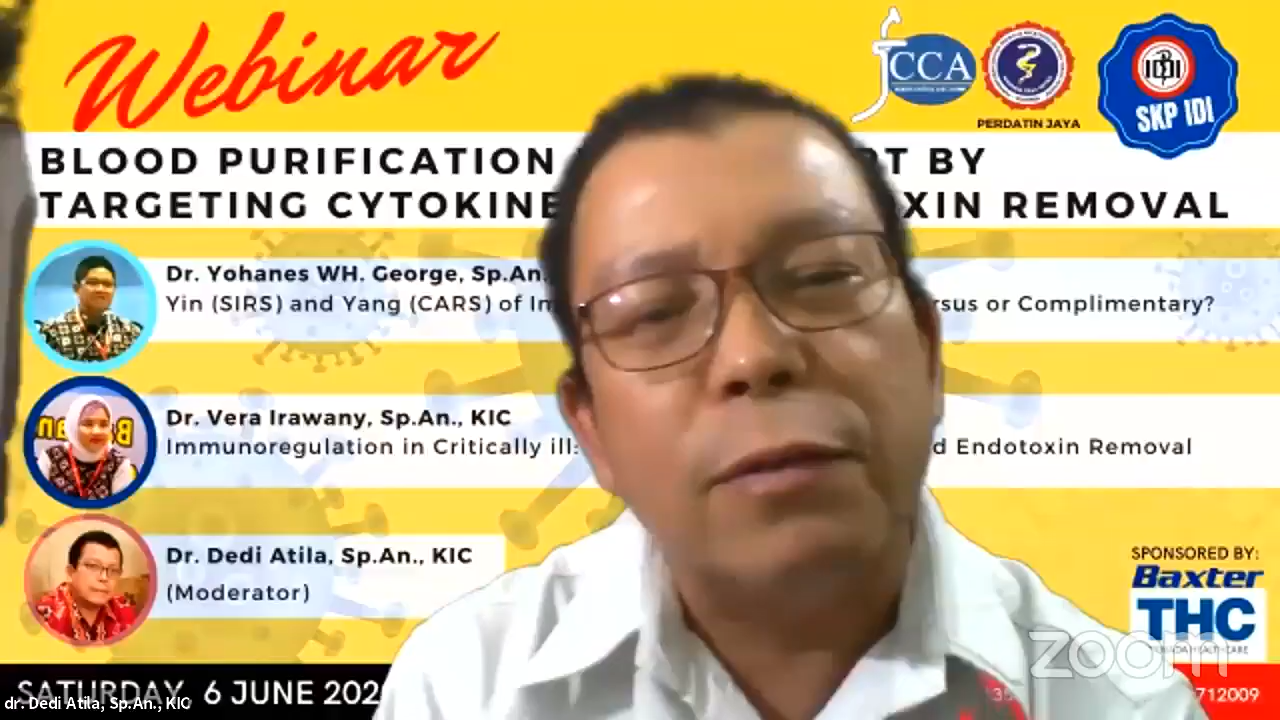 Webinar
JCCA
PERDATIN JAYA
IDI
SKP IDI
BLOOD PURIFICATION RT BY
TARGETING CYTOKINE XIN REMOVAL
Dr. Yohanes WH. George, Sp.An.
Yin (SIRS) and Yang (CARS) of Im rsus or Complimentary?
Dr. Vera Irawany, Sp.An., KIC
Immunoregulation in Critically ill: d Endotoxin Removal
Dr. Dedi Atila, Sp.An., KIC
(Moderator)
SPONSORED BY:
Baxter
THC
zoom
SATURDAY, 6 JUNE 202
712009
dr. Dedi Atila, Sp.An., KIC